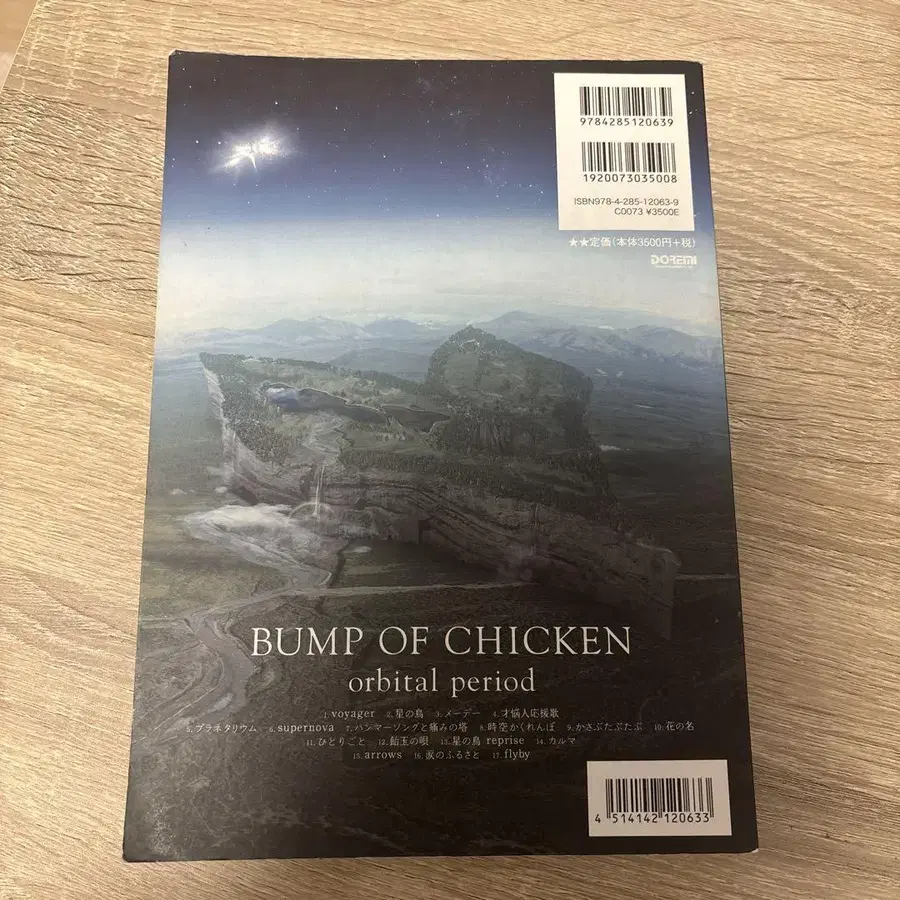 9784285120639
1920073035008
ISBN978-4-285-12063-9
C0073 ¥3500E
★★定価(本体3500円+税)
DOREMI
BUMP OF CHICKEN
orbital period
1. voyager 2. 星の鳥 3. メーデー 4. 才悩人応援歌
5. プラネタリウム 6. supernova 7. ハンマーソングと痛みの塔 8. 時空かくれんぼ 9. かさぶたぶたぶ 10. 花の名
11. ひとりごと 12. 飴玉の唄 13. 星の鳥 reprise 14. カルマ
15. arrows 16. 涙のふるさと 17. flyby
4 514142 120633